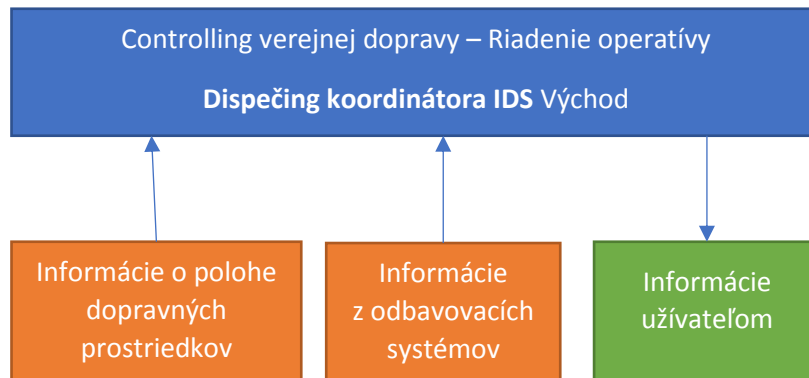 Controlling verejnej dopravy – Riadenie operatívy
Dispečing koordinátora IDS Východ
Informácie o polohe
dopravných
prostriedkov
Informácie
z odbavovacích
systémov
Informácie
užívateľom